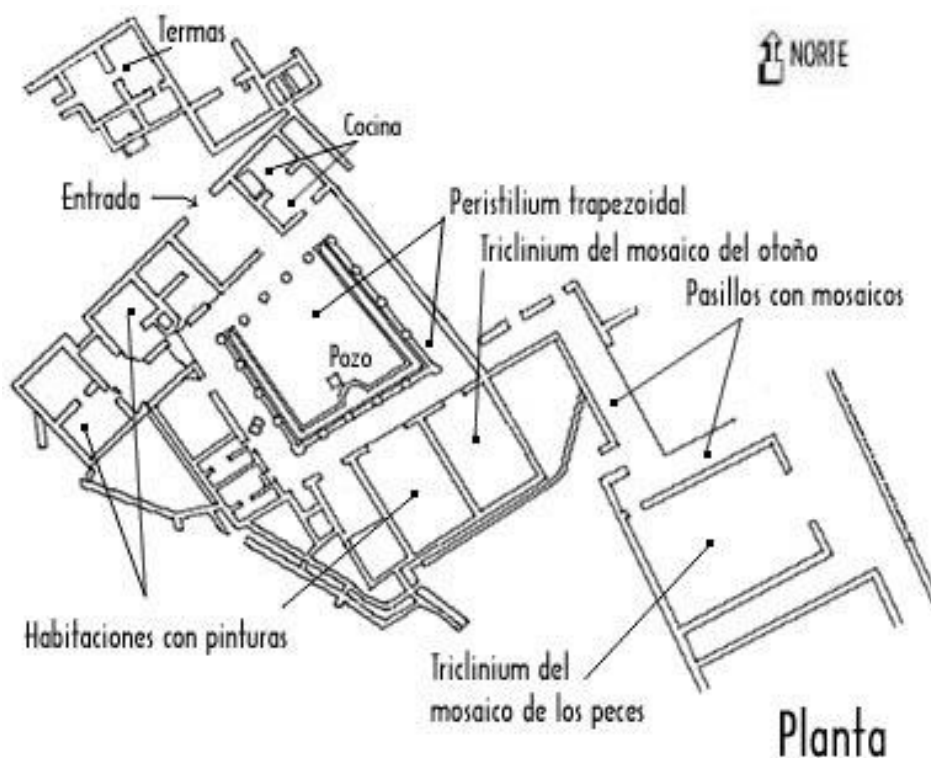 Termas
NORTE
Cocina
Entrada
Peristilium trapezoidal
Triclinium del mosaico del otoño
Pasillos con mosaicos
Pozo
Habitaciones con pinturas
Triclinium del
mosaico de los peces
Planta